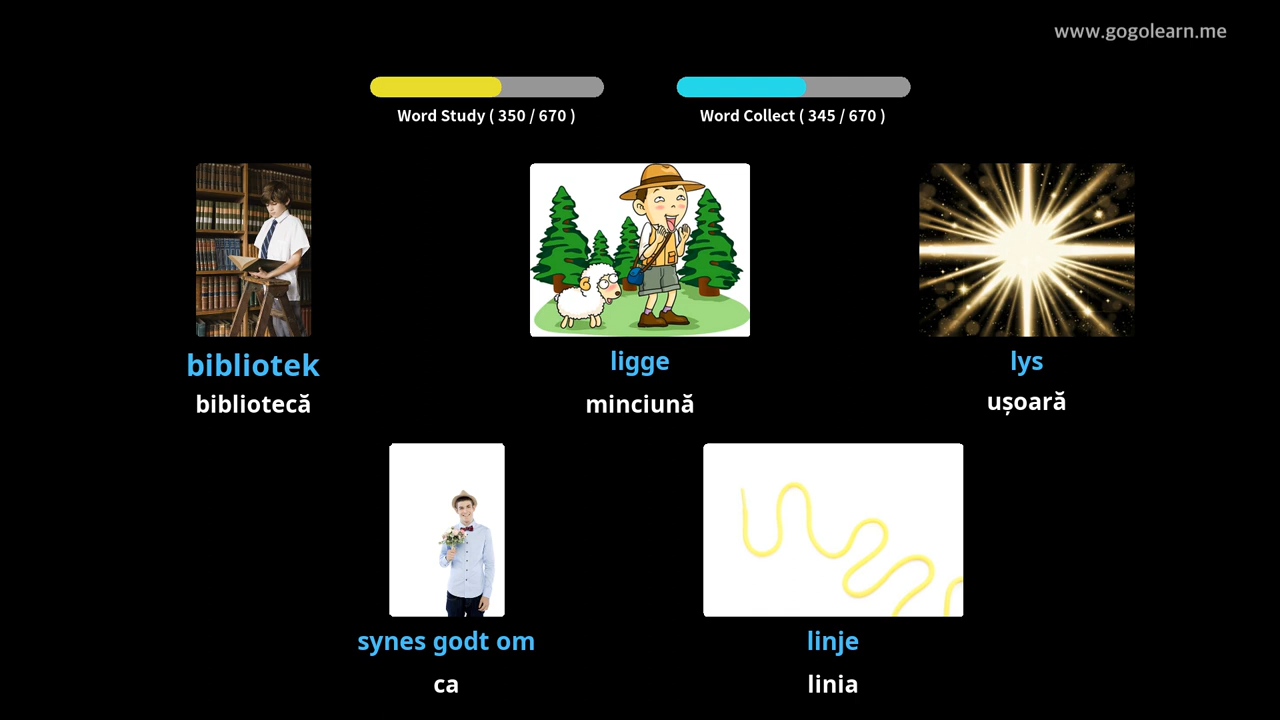 www.gogolearn.me
Word Study ( 350 / 670 )
Word Collect ( 345 / 670 )
bibliotek
bibliotecă
ligge
minciună
lys
ușoară
synes godt om
ca
linje
linia